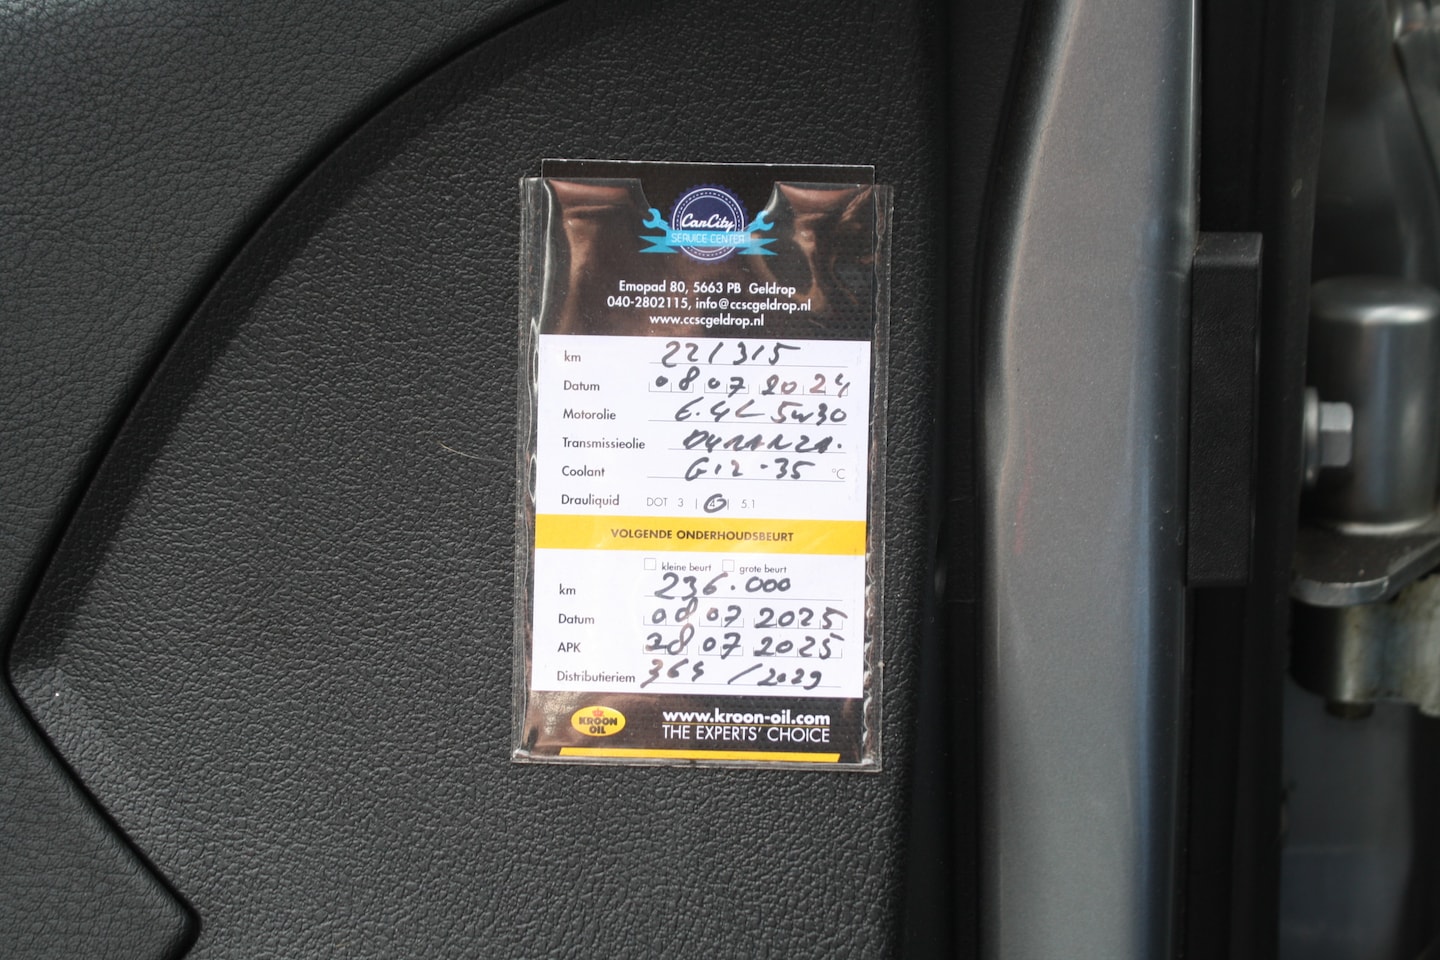 CarCity
SERVICE CENTER
Emopad 80, 5663 PB Geldrop
040-2802115, info@ccscgeldrop.nl
www.ccscgeldrop.nl
km 221315
Datum 08 07 2024
Motorolie 6.4L 5w30
Transmissieolie
Coolant G12 -35 °C
Drauliquid DOT 3 | 4 | 5.1
VOLGENDE ONDERHOUDSBEURT
kleine beurt grote beurt
km 236.000
Datum 08 07 2025
APK 28 07 2025
Distributieriem /2029
KROON OIL
www.kroon-oil.com
THE EXPERTS' CHOICE